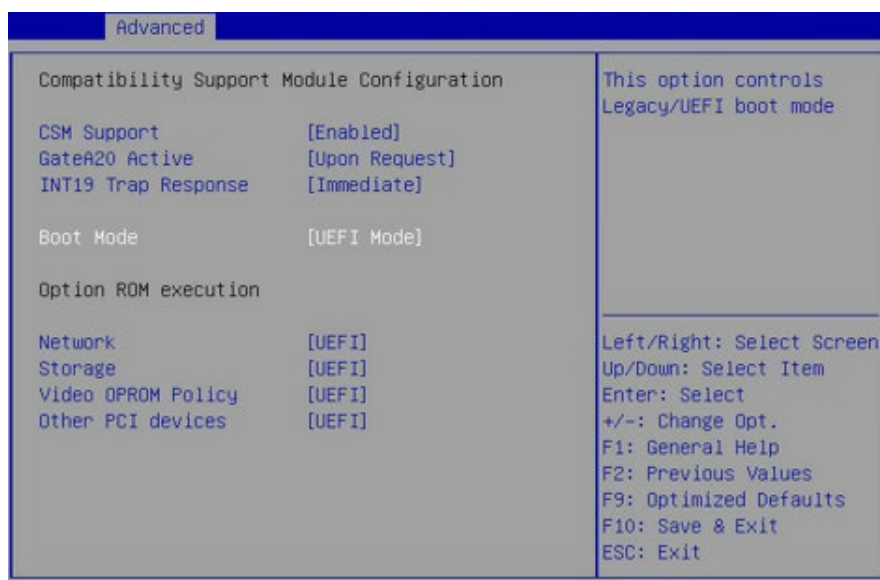 Advanced
Compatibility Support Module Configuration
CSM Support [Enabled]
GateA20 Active [Upon Request]
INT19 Trap Response [Immediate]
Boot Mode [UEFI Mode]
Option ROM execution
Network [UEFI]
Storage [UEFI]
Video OPROM Policy [UEFI]
Other PCI devices [UEFI]
This option controls
Legacy/UEFI boot mode
Left/Right: Select Screen
Up/Down: Select Item
Enter: Select
+/-: Change Opt.
F1: General Help
F2: Previous Values
F9: Optimized Defaults
F10: Save & Exit
ESC: Exit